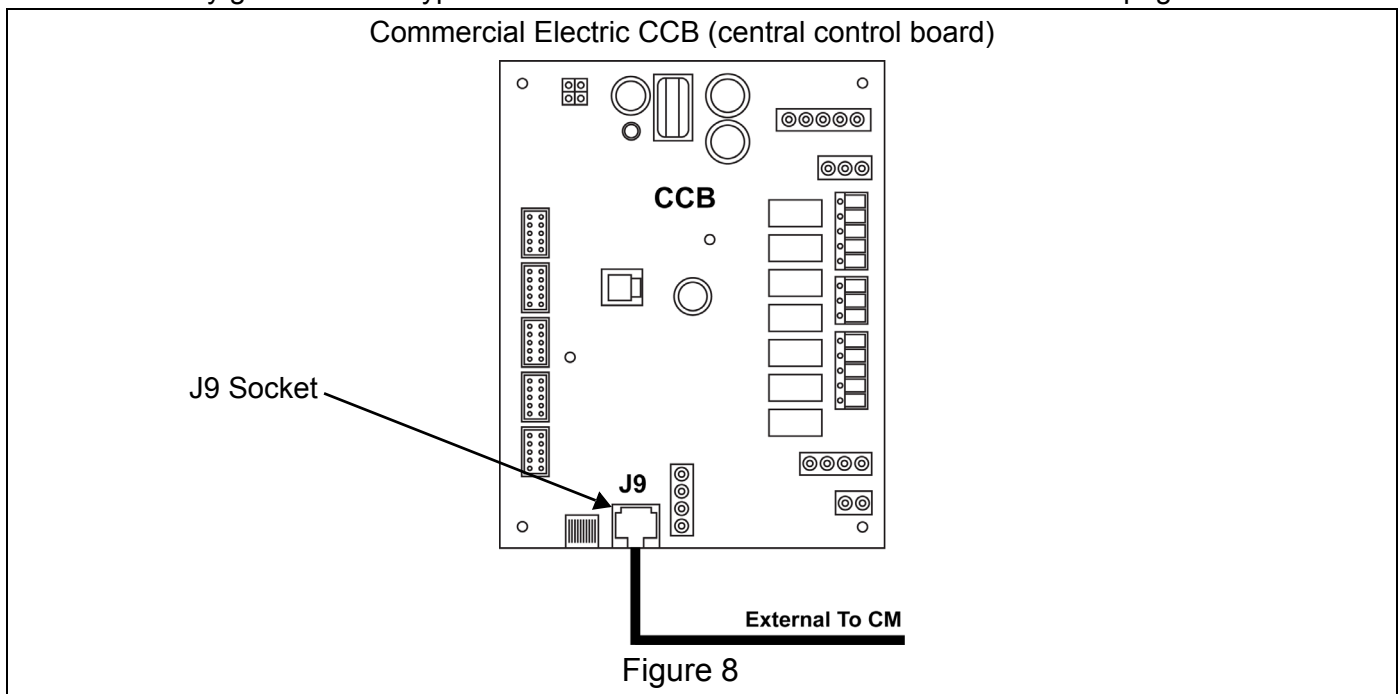 Commercial Electric CCB (central control board)
CCB
J9 Socket
J9
External To CM
Figure 8